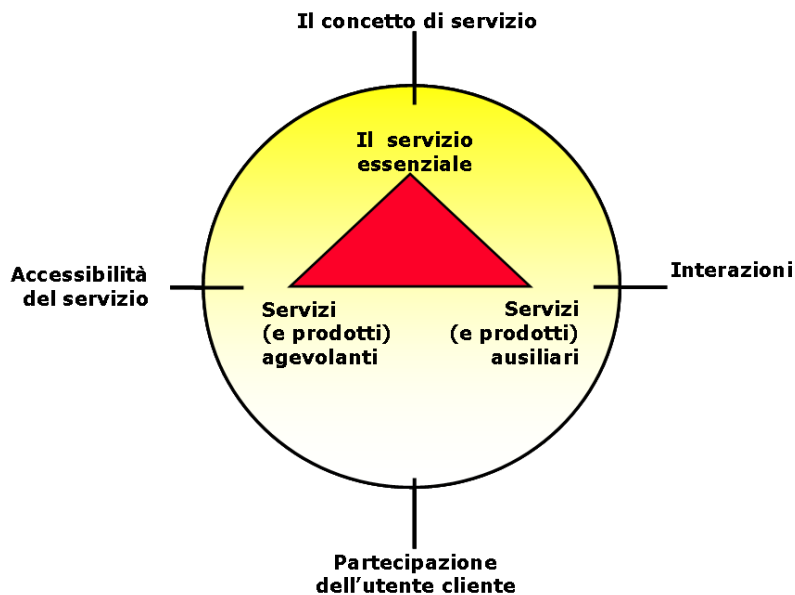 Il concetto di servizio
Il servizio
essenziale
Accessibilità
del servizio
Interazioni
Servizi
(e prodotti)
agevolanti
Servizi
(e prodotti)
ausiliari
Partecipazione
dell'utente cliente